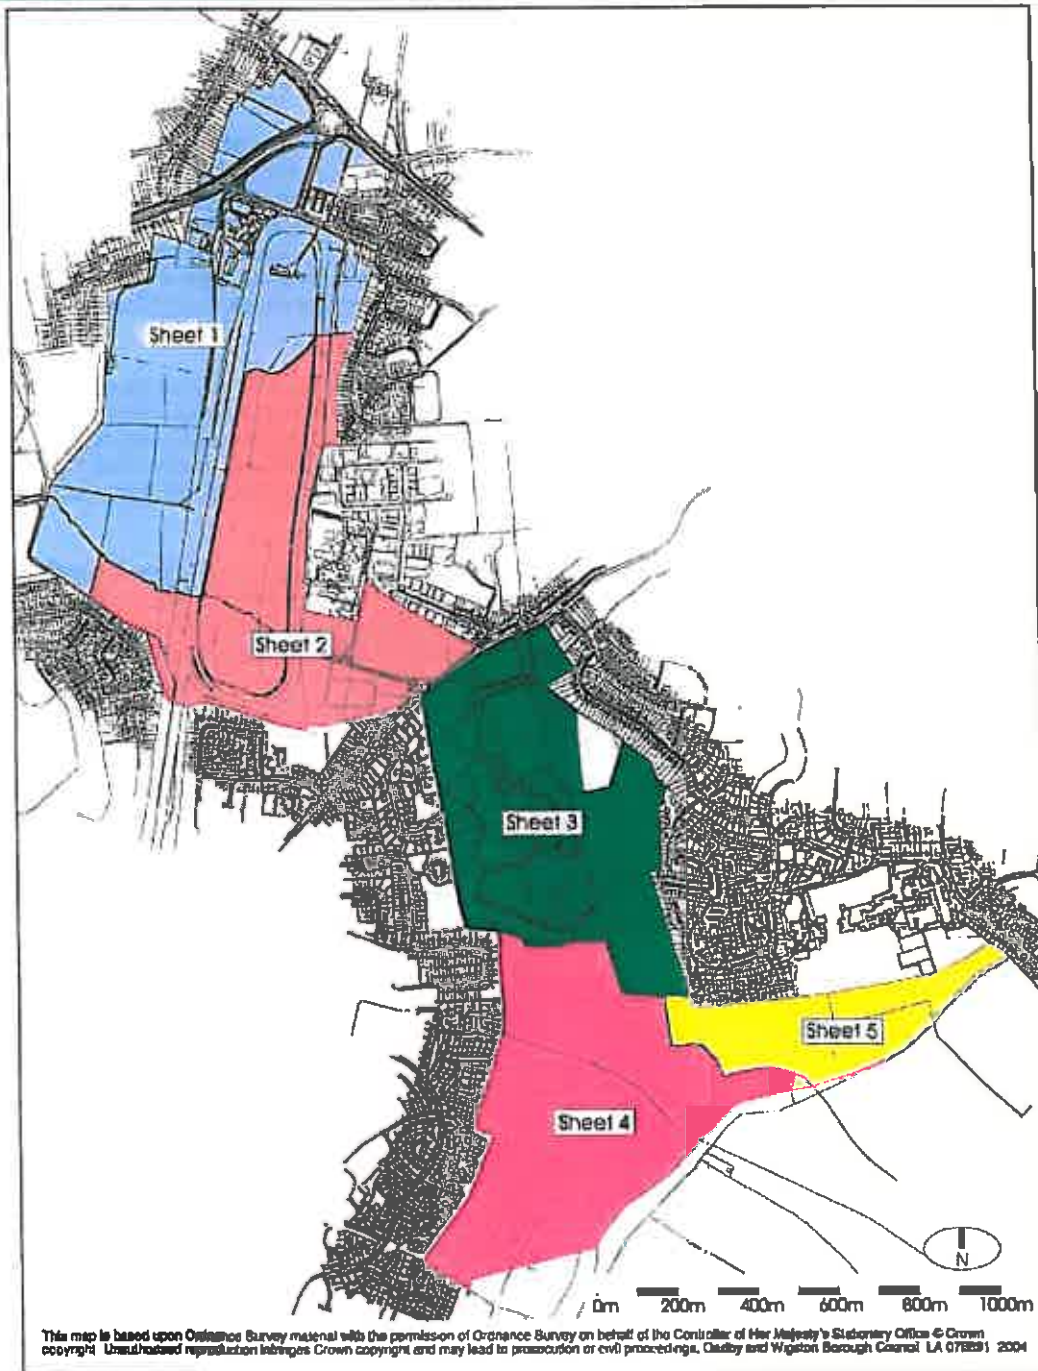 Sheet 1
Sheet 2
Sheet 3
Sheet 4
Sheet 5
N
0m 200m 400m 600m 800m 1000m
This map is based upon Ordnance Survey material with the permission of Ordnance Survey on behalf of the Controller of Her Majesty's Stationery Office © Crown
copyright. Unauthorised reproduction infringes Crown copyright and may lead to prosecution or civil proceedings. Oadby and Wigston Borough Council LA 2004